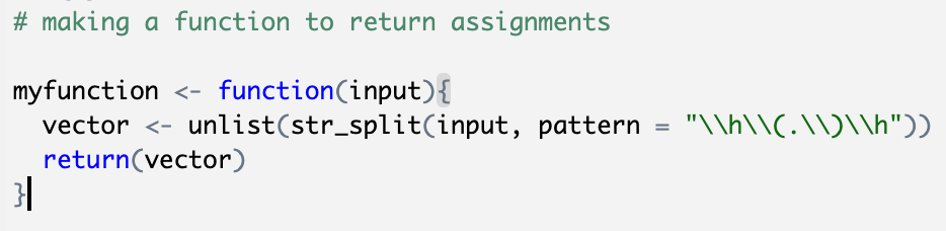 # making a function to return assignments
myfunction <- function(input){
  vector <- unlist(str_split(input, pattern = "\\h\\(.\\)\\h"))
  return(vector)
}